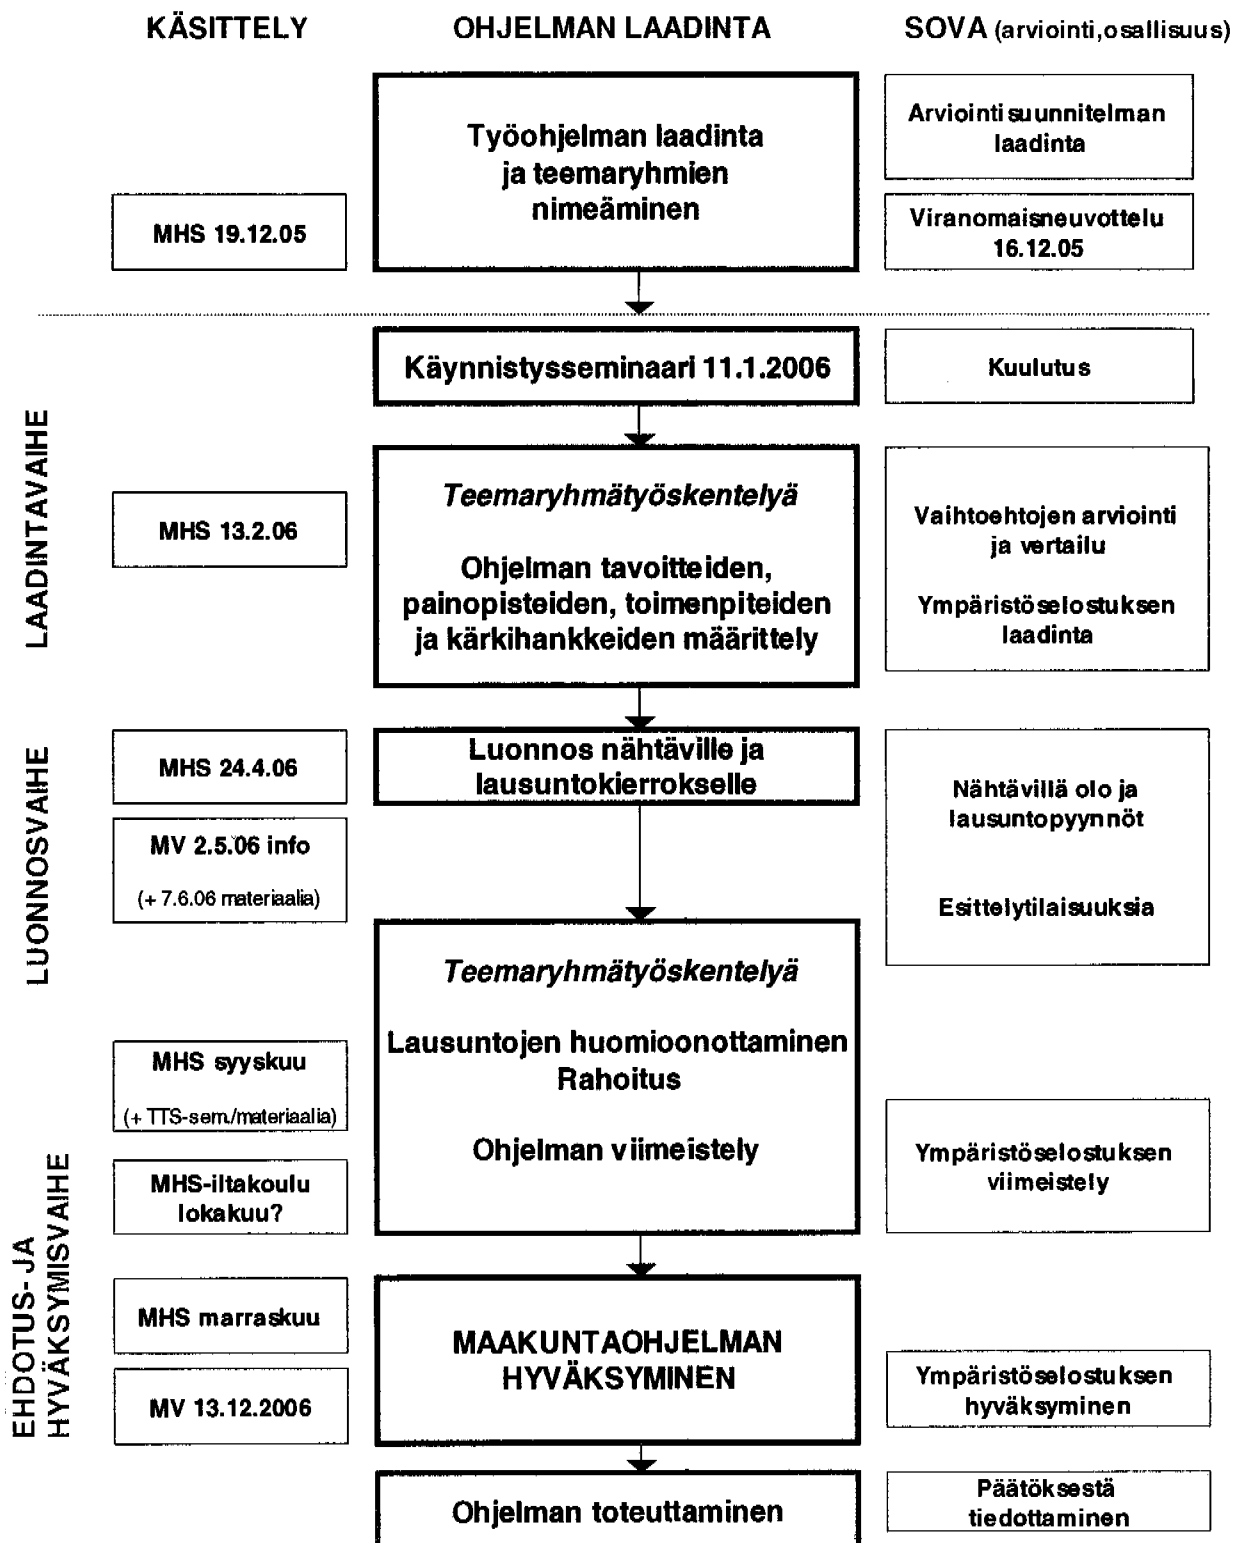 KÄSITTELY
OHJELMAN LAADINTA
SOVA (arviointi,osallisuus)
Työohjelman laadinta
ja teemaryhmien
nimeäminen
Arviointisuunnitelman
laadinta
MHS 19.12.05
Viranomaisneuvottelu
16.12.05
LAADINTAVAIHE
Käynnistysseminaari 11.1.2006
Kuulutus
MHS 13.2.06
Teemaryhmätyöskentelyä
Ohjelman tavoitteiden,
painopisteiden, toimenpiteiden
ja kärkihankkeiden määrittely
Vaihtoehtojen arviointi
ja vertailu
Ympäristöselostuksen
laadinta
LUONNOSVAIHE
MHS 24.4.06
Luonnos nähtäville ja
lausuntokierrokselle
Nähtävillä olo ja
lausuntopyynnöt
Esittelytilaisuuksia
MV 2.5.06 info
(+ 7.6.06 materiaalia)
Teemaryhmätyöskentelyä
Lausuntojen huomioonottaminen
Rahoitus
Ohjelman viimeistely
MHS syyskuu
(+ TTS-sem./materiaalia)
EHDOTUS- JA
HYVÄKSYMISVAIHE
MHS-iltakoulu
lokakuu?
Ympäristöselostuksen
viimeistely
MHS marraskuu
MAAKUNTAOHJELMAN
HYVÄKSYMINEN
MV 13.12.2006
Ympäristöselostuksen
hyväksyminen
Ohjelman toteuttaminen
Päätöksestä
tiedottaminen